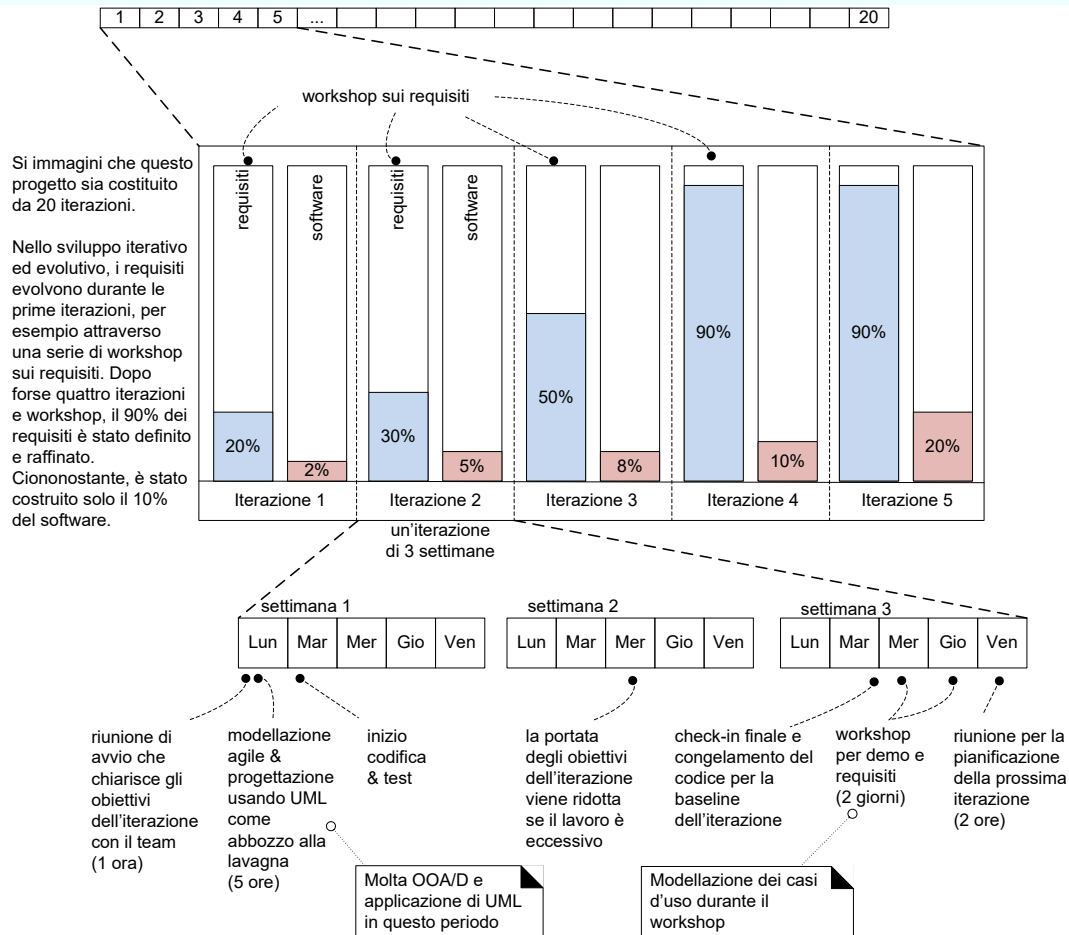 1 2 3 4 5 ... 20
workshop sui requisiti
Si immagini che questo
progetto sia costituito
da 20 iterazioni.
Nello sviluppo iterativo
ed evolutivo, i requisiti
evolvono durante le
prime iterazioni, per
esempio attraverso
una serie di workshop
sui requisiti. Dopo
forse quattro iterazioni
e workshop, il 90% dei
requisiti è stato definito
e raffinato.
Ciononostante, è stato
costruito solo il 10%
del software.
requisiti
software
requisiti
software
20%
2%
30%
5%
50%
8%
90%
10%
90%
20%
Iterazione 1
Iterazione 2
Iterazione 3
Iterazione 4
Iterazione 5
un'iterazione
di 3 settimane
settimana 1
Lun Mar Mer Gio Ven
settimana 2
Lun Mar Mer Gio Ven
settimana 3
Lun Mar Mer Gio Ven
riunione di
avvio che
chiarisce gli
obiettivi
dell'iterazione
con il team
(1 ora)
modellazione
agile &
progettazione
usando UML
come
abbozzo alla
lavagna
(5 ore)
inizio
codifica
& test
la portata
degli obiettivi
dell'iterazione
viene ridotta
se il lavoro è
eccessivo
check-in finale e
congelamento del
codice per la
baseline
dell'iterazione
workshop
per demo e
requisiti
(2 giorni)
riunione per la
pianificazione
della prossima
iterazione
(2 ore)
Molta OOA/D e
applicazione di UML
in questo periodo
Modellazione dei casi
d'uso durante il
workshop